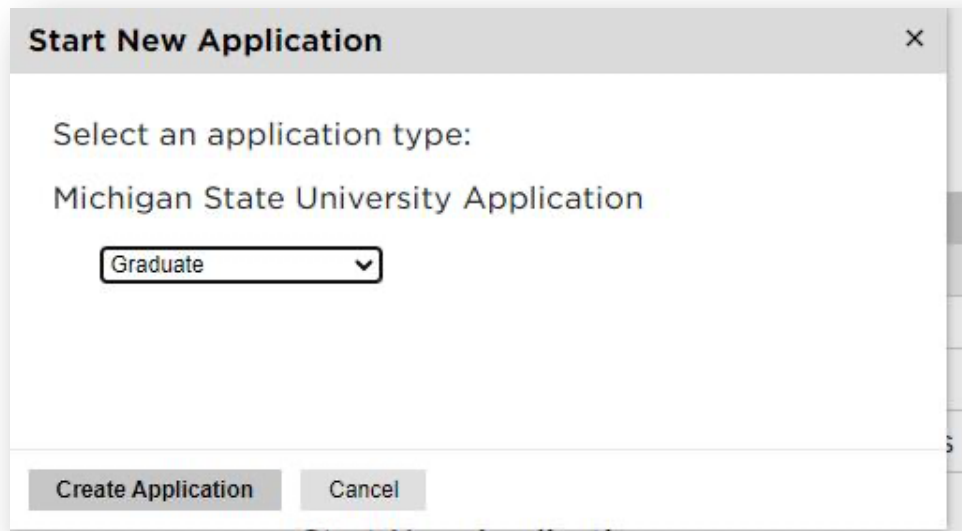 Start New Application ×
Select an application type:
Michigan State University Application
Graduate
Create Application Cancel